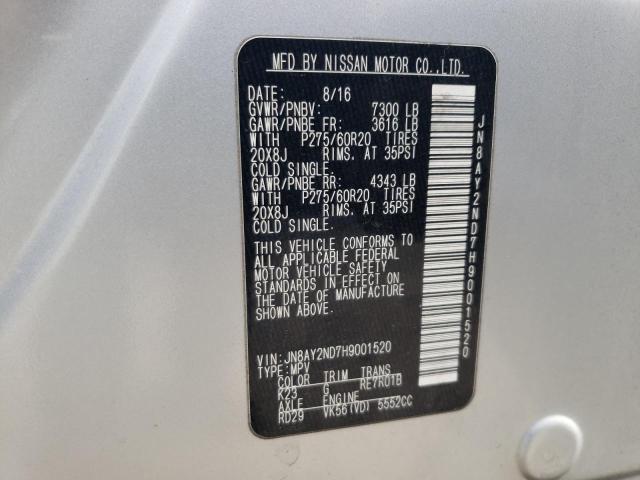 MFD BY NISSAN MOTOR CO.,LTD.
DATE: 8/16
GVWR/PNBV: 7300 LB
GAWR/PNBE FR: 3616 LB
WITH P275/60R20 TIRES
20X8J RIMS. AT 35PSI
COLD SINGLE.
GAWR/PNBE RR: 4343 LB
WITH P275/60R20 TIRES
20X8J RIMS. AT 35PSI
COLD SINGLE.
THIS VEHICLE CONFORMS TO
ALL APPLICABLE FEDERAL
MOTOR VEHICLE SAFETY
STANDARDS IN EFFECT ON
THE DATE OF MANUFACTURE
SHOWN ABOVE.
VIN: JN8AY2ND7H9001520
TYPE: MPV
COLOR TRIM TRANS
K23 G RE7R01B
AXLE ENGINE
RD29 VK56(VD) 5552CC
JN8AY2ND7H9001520